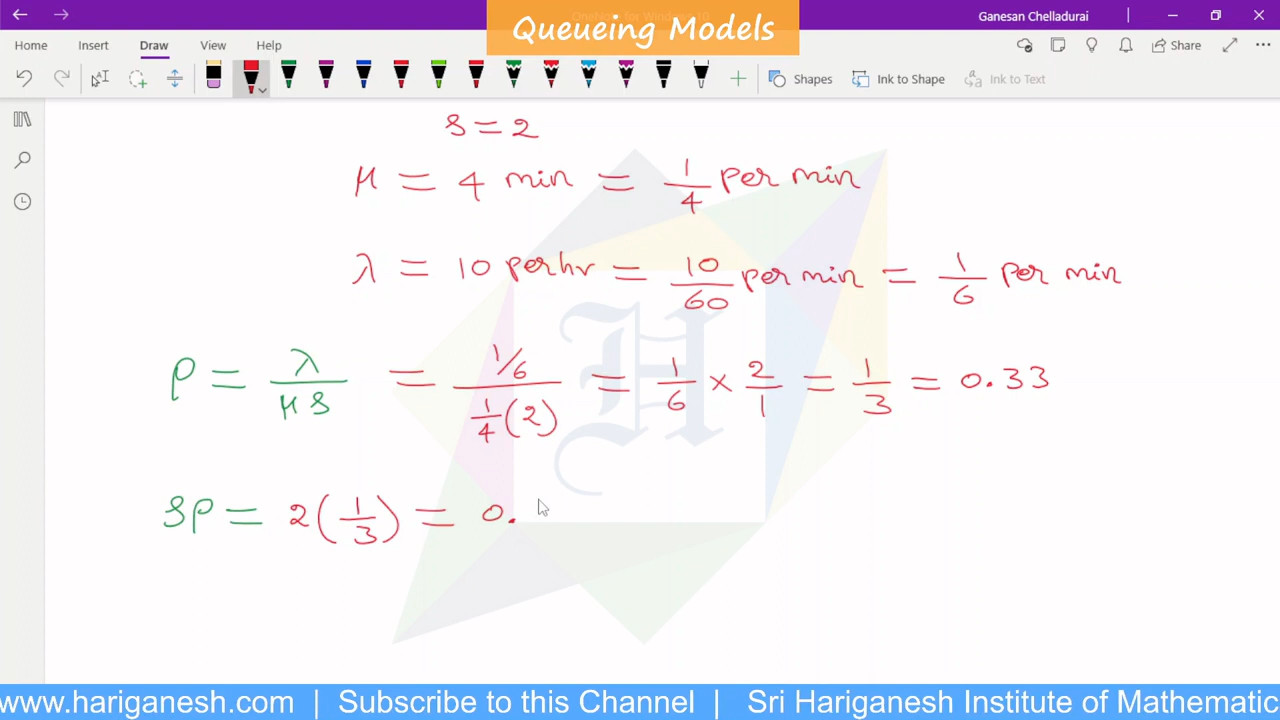 Queueing Models
Ganesan Chelladurai
Home Insert Draw View Help
Share
Shapes Ink to Shape Ink to Text
s = 2
μ = 4 min = 1/4 per min
λ = 10 per hr = 10/60 per min = 1/6 per min
ρ = λ/μs = (1/6)/(1/4(2)) = 1/6 × 2/1 = 1/3 = 0.33
sρ = 2(1/3) = 0.
H
www.hariganesh.com | Subscribe to this Channel | Sri Hariganesh Institute of Mathematic